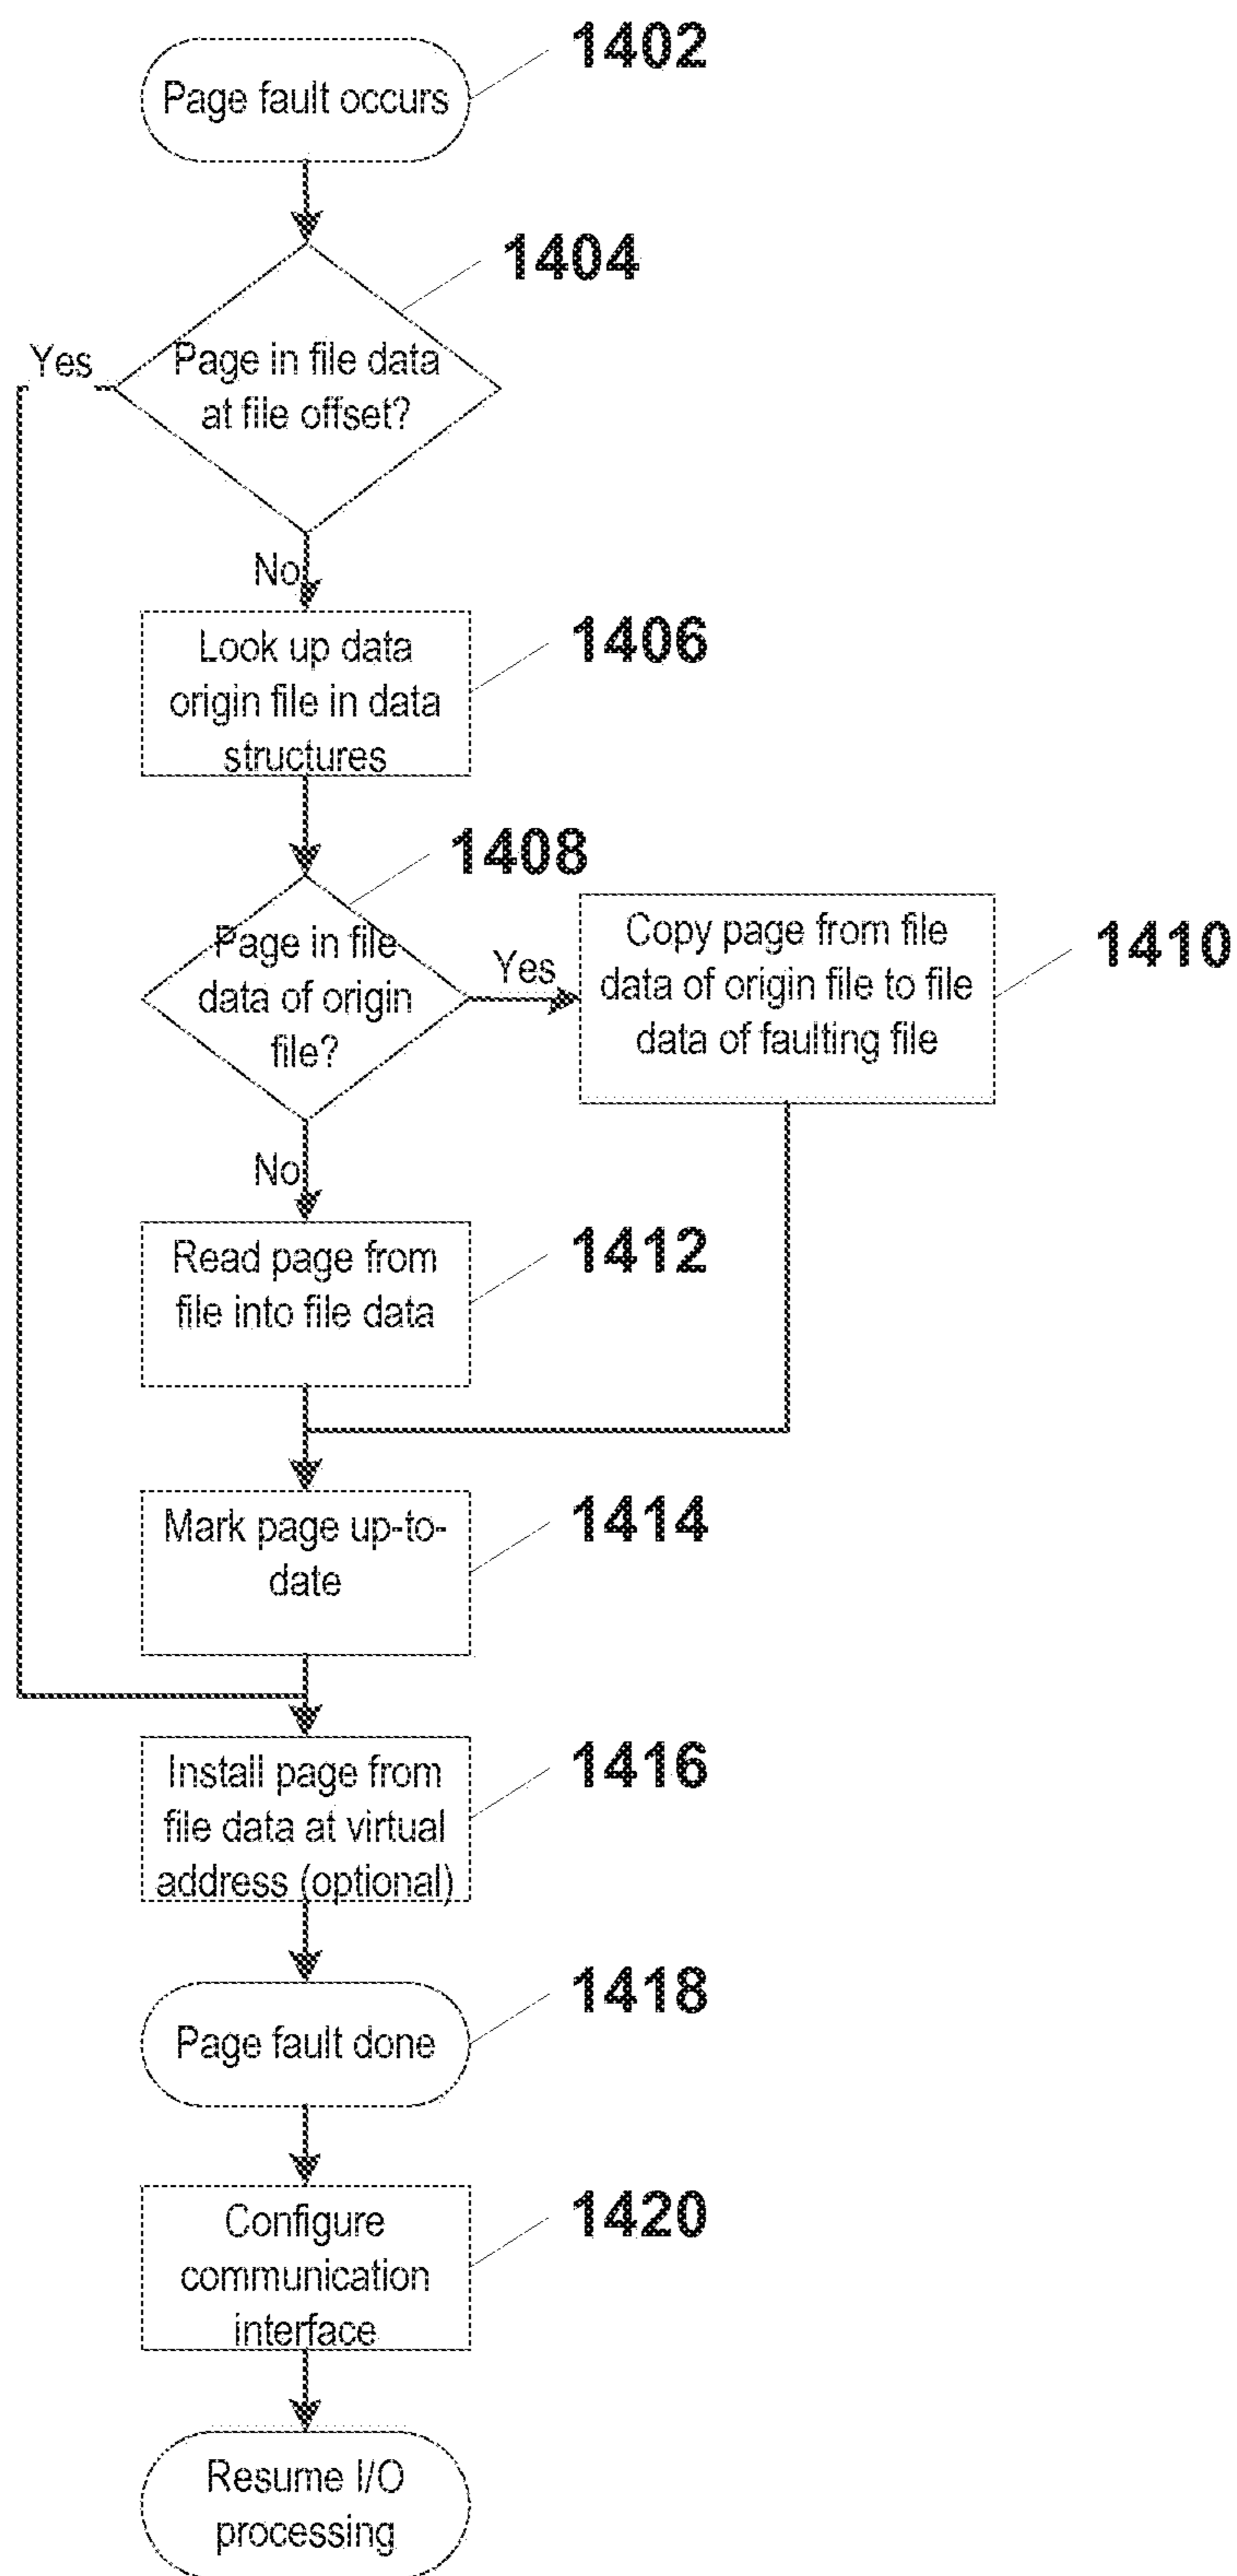 1402
Page fault occurs
1404
Yes
Page in file data
at file offset?
No
Look up data
origin file in data
structures
1406
1408
Page in file
data of origin
file?
Yes
Copy page from file
data of origin file to file
data of faulting file
1410
No
Read page from
file into file data
1412
Mark page up-to-
date
1414
Install page from
file data at virtual
address (optional)
1416
Page fault done
1418
Configure
communication
interface
1420
Resume I/O
processing